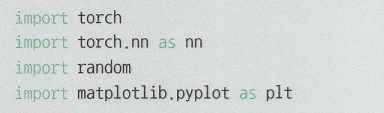 import torch
import torch.nn as nn
import random
import matplotlib.pyplot as plt